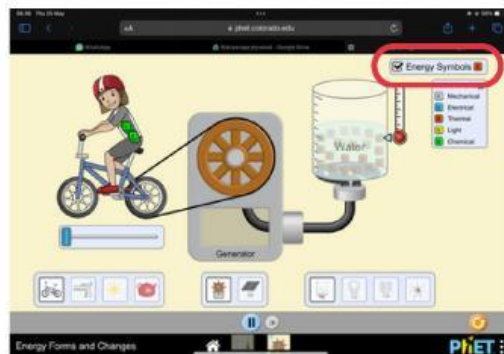 phet.colorado.edu
WhatsApp
Energy Symbols E
Mechanical
Electrical
Thermal
Light
Chemical
Water
Generator
Energy Forms and Changes
PhET